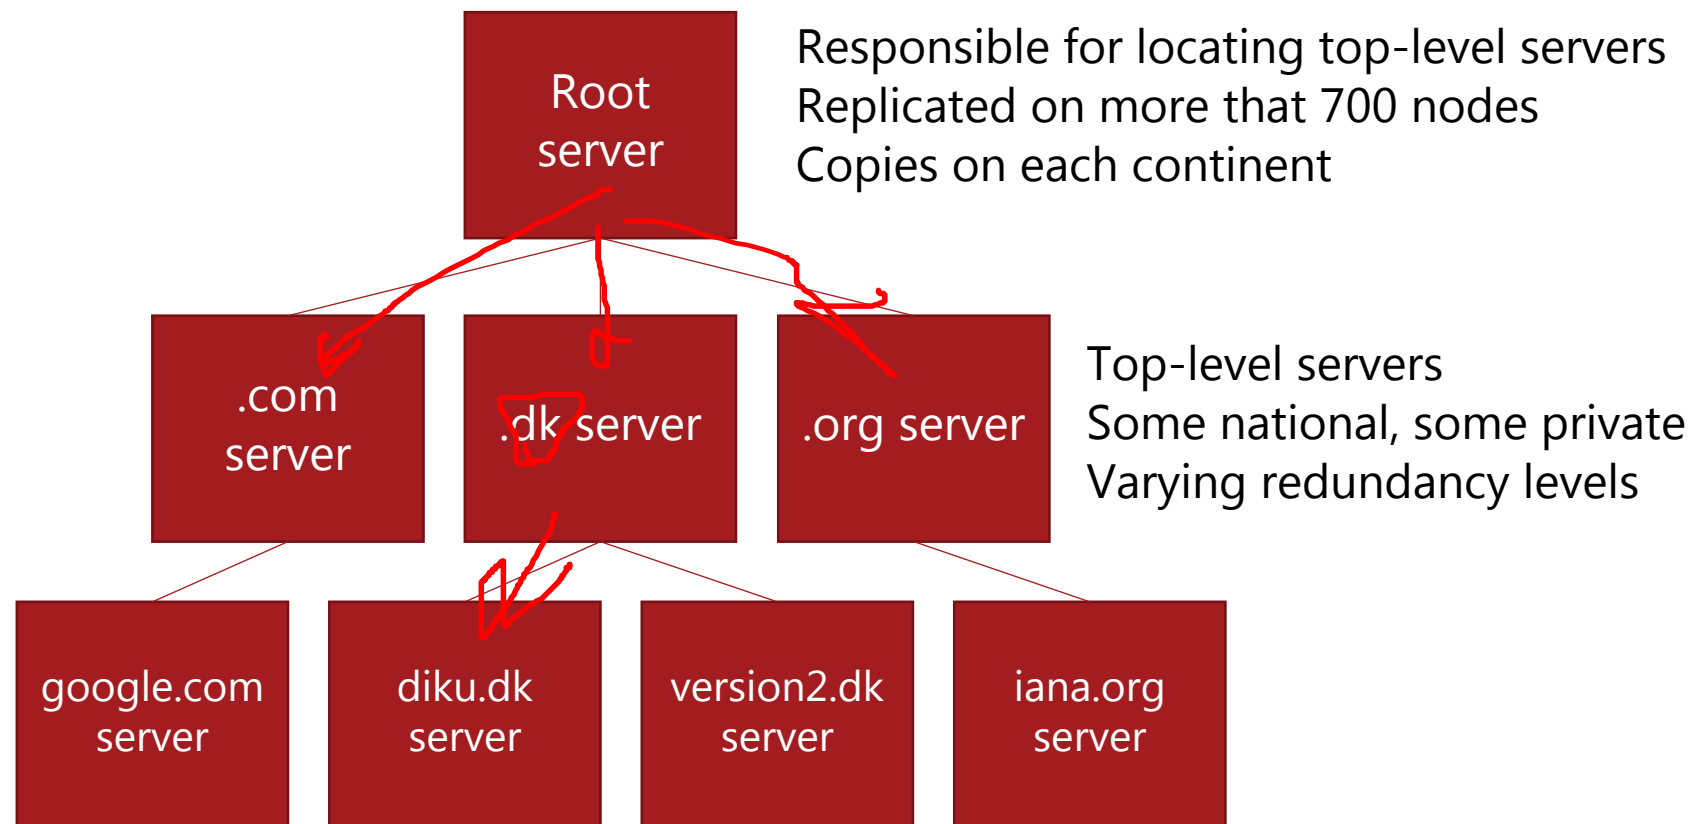 Root
server
Responsible for locating top-level servers
Replicated on more that 700 nodes
Copies on each continent
.com
server
.dk server
.org server
Top-level servers
Some national, some private
Varying redundancy levels
google.com
server
diku.dk
server
version2.dk
server
iana.org
server